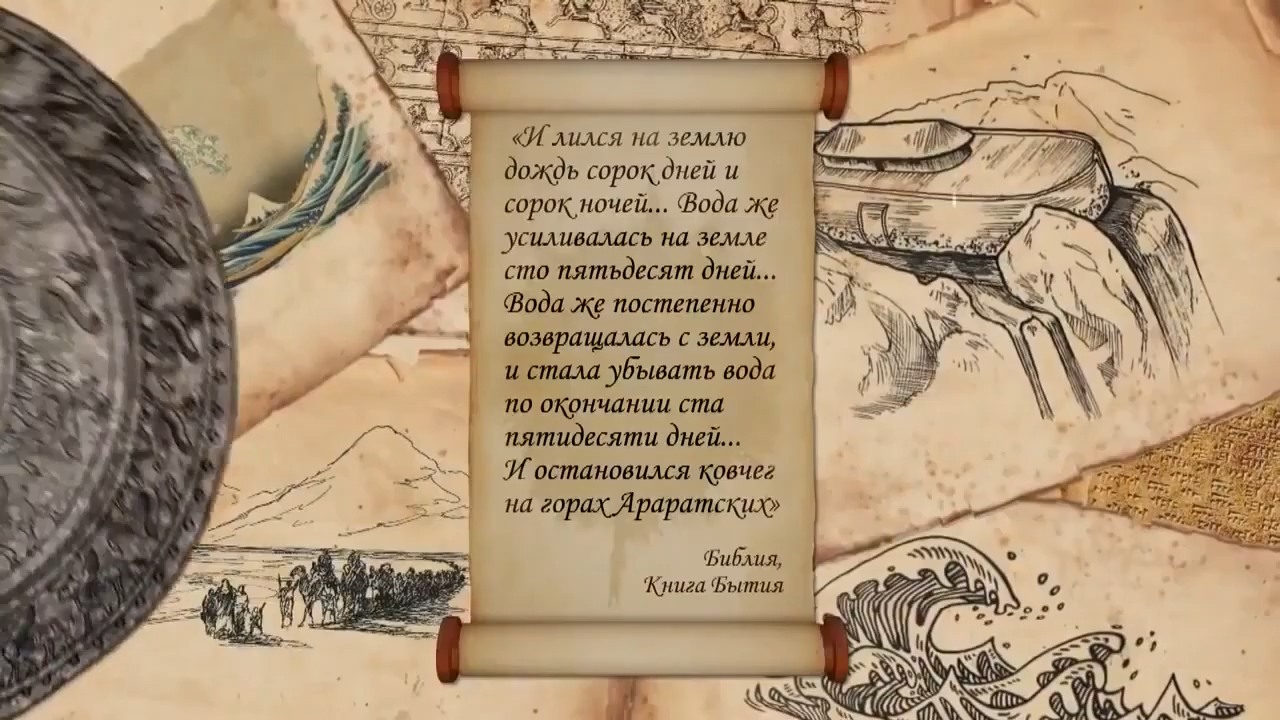 «И лился на землю
дождь сорок дней и
сорок ночей... Вода же
усиливалась на земле
сто пятьдесят дней...
Вода же постепенно
возвращалась с земли,
и стала убывать вода
по окончании ста
пятидесяти дней...
И остановился ковчег
на горах Араратских»
Библия,
Книга Бытия